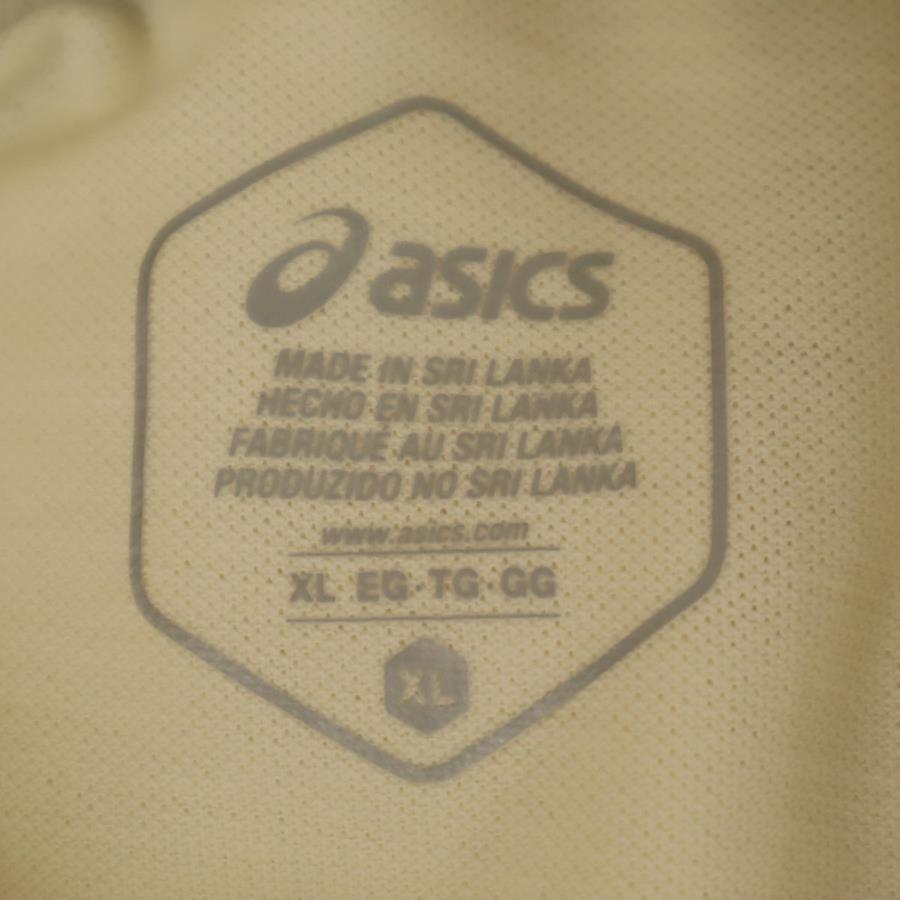 asics
MADE IN SRI LANKA
HECHO EN SRI LANKA
FABRIQUÉ AU SRI LANKA
PRODUZIDO NO SRI LANKA
www.asics.com
XL EG·TG·GG
XL